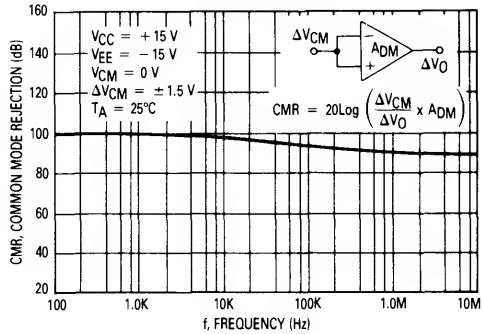 CMR, COMMON MODE REJECTION (dB)
160
140
120
100
80
60
40
20
VCC = +15 V
VEE = −15 V
VCM = 0 V
ΔVCM = ±1.5 V
TA = 25°C
ΔVCM
−
+
ADM
ΔVO
CMR = 20Log (ΔVCM / ΔVO x ADM)
100 1.0K 10K 100K 1.0M 10M
f, FREQUENCY (Hz)